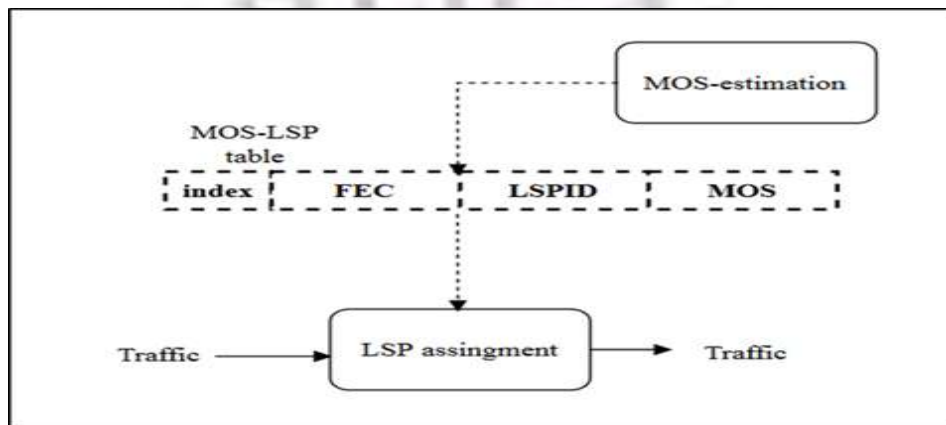 MOS-estimation
MOS-LSP
table
index FEC LSPID MOS
Traffic LSP assingment Traffic